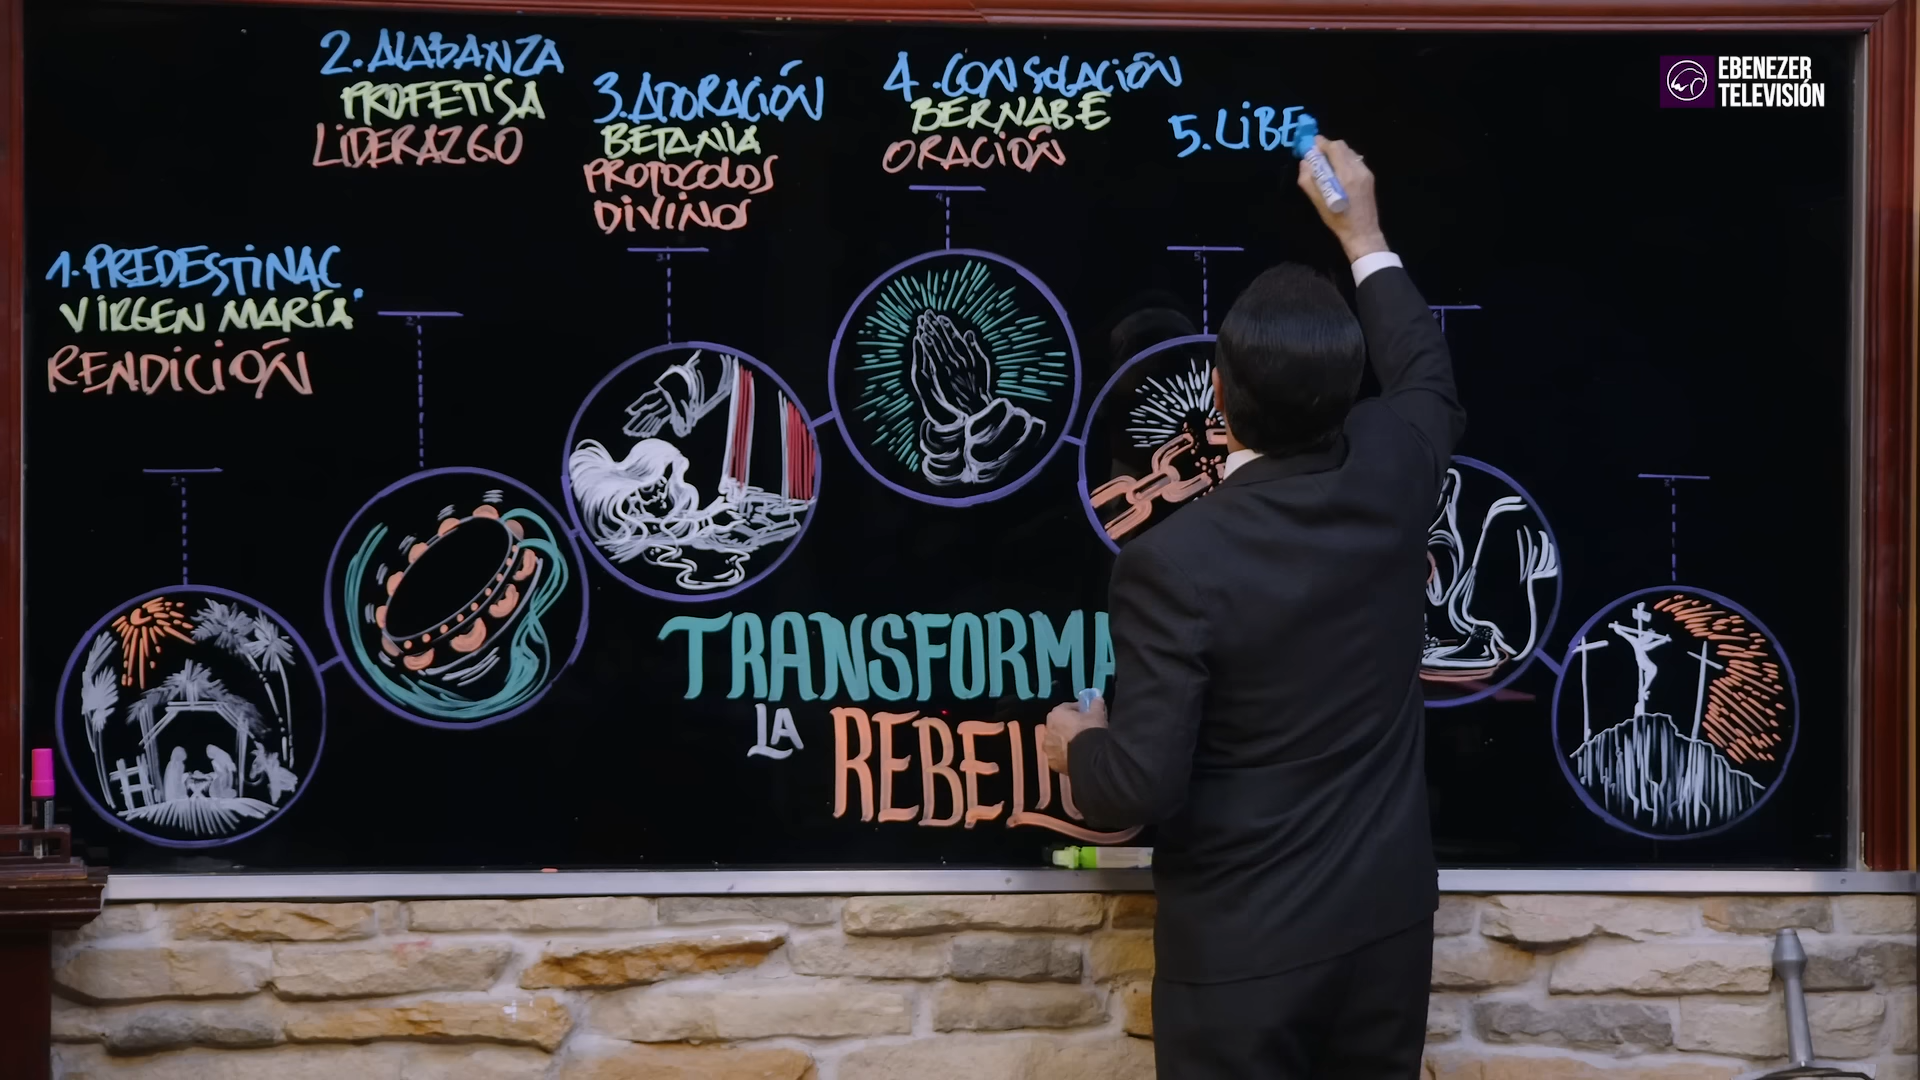 1. PREDESTINAC.
VIRGEN MARÍA
RENDICIÓN
2. ALABANZA
PROFETISA
LIDERAZGO
3. ADORACIÓN
BETANIA
PROTOCOLOS
DIVINOS
4. CONSOLACIÓN
BERNABE
ORACIÓN
5. LIBE
EBENEZER
TELEVISIÓN
TRANSFORMA
LA
REBELI